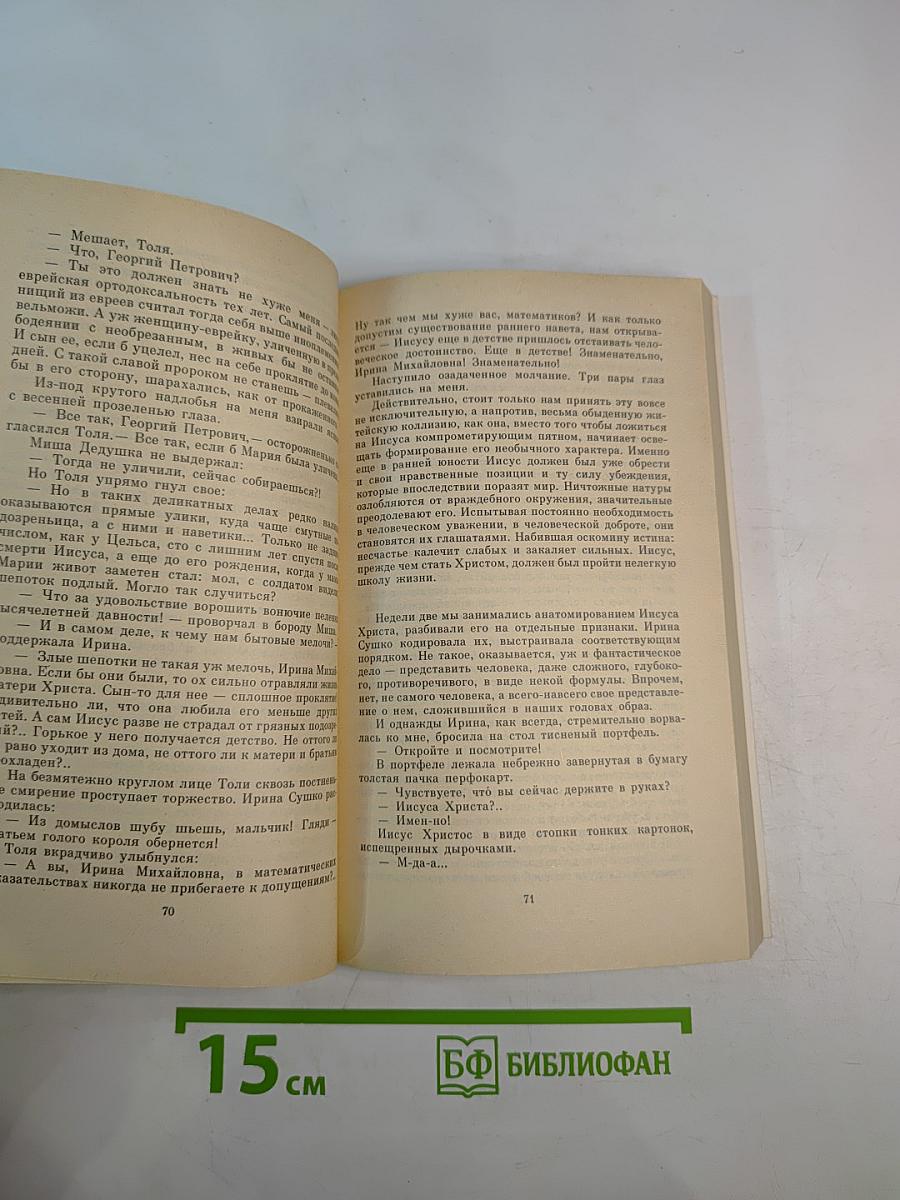 — Мешает, Толя.
— Что, Георгий Петрович?
— Ты это должен знать не хуже меня —
еврейская ортодоксальность тех лет. Самый
нищий из евреев считал тогда себя выше
вельможи. А уж женщину-еврейку, уличенную в
бодеянии с необрезанным, в живых бы не
И сын ее, если б уцелел, нес на себе проклятие до
дней. С такой славой пророком не станешь —
бы в его сторону, шарахались, как от
Из-под крутого надлобья на меня взирали
с весенней прозеленью глаза.
— Все так, Георгий Петрович, — осторожненько
гласился Толя. — Все так, если б Мария была
Миша Дедушка не выдержал:
— Тогда не уличили, сейчас собираешься?!
Но Толя упрямо гнул свое:
— Но в таких деликатных делах редко
оказываются прямые улики, куда чаще смутные
дозреньица, а с ними и наветики... Только не
числом, как у Цельса, сто с лишним лет спустя
смерти Иисуса, а еще до его рождения, когда у
Марии живот заметен стал: мол, с солдатом
шепоток подлый. Могло так случиться?
— Что за удовольствие ворошить вонючие
тысячелетней давности! — проворчал в бороду Миша.
— И в самом деле, к чему нам бытовые мелочи? —
оддержала Ирина.
— Злые шепотки не такая уж мелочь, Ирина Михай
овна. Если бы они были, то ох сильно отравляли
атери Христа. Сын-то для нее — сплошное
дивительно ли, что она любила его меньше
тей. А сам Иисус разве не страдал от грязных
ий?.. Горькое у него получается детство. Не оттого ли
рано уходит из дома, не оттого ли к матери и братьям
охладен?..
На безмятежно круглом лице Толи сквозь
е смирение проступает торжество. Ирина Сушко
одилась:
— Из домыслов шубу шьешь, мальчик! Гляди —
атьем голого короля обернется!
Толя вкрадчиво улыбнулся:
— А вы, Ирина Михайловна, в математических
казательствах никогда не прибегаете к допущениям?..
70
Ну так чем мы хуже вас, математиков? И как только
допустим существование раннего навета, нам открыва-
ется — Иисусу еще в детстве пришлось отстаивать чело-
веческое достоинство. Еще в детстве! Знаменательно,
Ирина Михайловна! Знаменательно!
Наступило озадаченное молчание. Три пары глаз
уставились на меня.
Действительно, стоит только нам принять эту вовсе
не исключительную, а напротив, весьма обыденную жи-
тейскую коллизию, как она, вместо того чтобы ложиться
на Иисуса компрометирующим пятном, начинает осве-
щать формирование его необычного характера. Именно
еще в ранней юности Иисус должен был уже обрести
и свои нравственные позиции и ту силу убеждения,
которые впоследствии поразят мир. Ничтожные натуры
озлобляются от враждебного окружения, значительные
преодолевают его. Испытывая постоянно необходимость
в человеческом уважении, в человеческой доброте, они
становятся их глашатаями. Набившая оскомину истина:
несчастье калечит слабых и закаляет сильных. Иисус,
прежде чем стать Христом, должен был пройти нелегкую
школу жизни.
Недели две мы занимались анатомированием Иисуса
Христа, разбивали его на отдельные признаки. Ирина
Сушко кодировала их, выстраивала соответствующим
порядком. Не такое, оказывается, уж и фантастическое
дело — представить человека, даже сложного, глубоко-
го, противоречивого, в виде некой формулы. Впрочем,
нет, не самого человека, а всего-навсего свое представле-
ние о нем, сложившийся в наших головах образ.
И однажды Ирина, как всегда, стремительно ворва-
лась ко мне, бросила на стол тисненый портфель.
— Откройте и посмотрите!
В портфеле лежала небрежно завернутая в бумагу
толстая пачка перфокарт.
— Чувствуете, что́ вы сейчас держите в руках?
— Иисуса Христа?..
— Имен-но!
Иисус Христос в виде стопки тонких картонок,
испещренных дырочками.
— М-да-а...
71
15 см
БФ БИБЛИОФАН